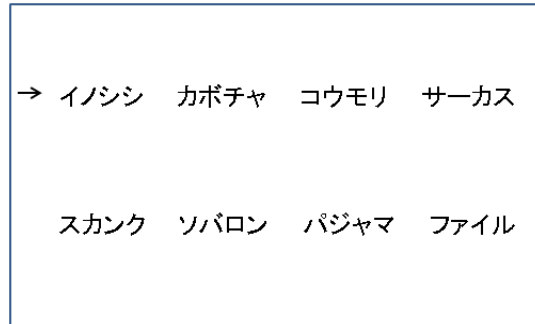 → イノシシ カボチャ コウモリ サーカス
スカンク ソバロン パジャマ ファイル